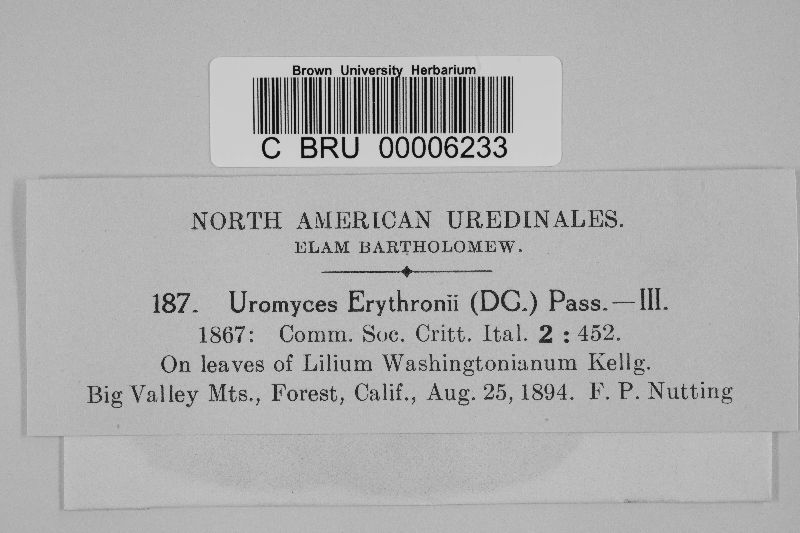 Brown University Herbarium
C BRU 00006233
NORTH AMERICAN UREDINALES.
ELAM BARTHOLOMEW.
187. Uromyces Erythronii (DC.) Pass.—III.
1867: Comm. Soc. Critt. Ital. 2 : 452.
On leaves of Lilium Washingtonianum Kellg.
Big Valley Mts., Forest, Calif., Aug. 25, 1894. F. P. Nutting